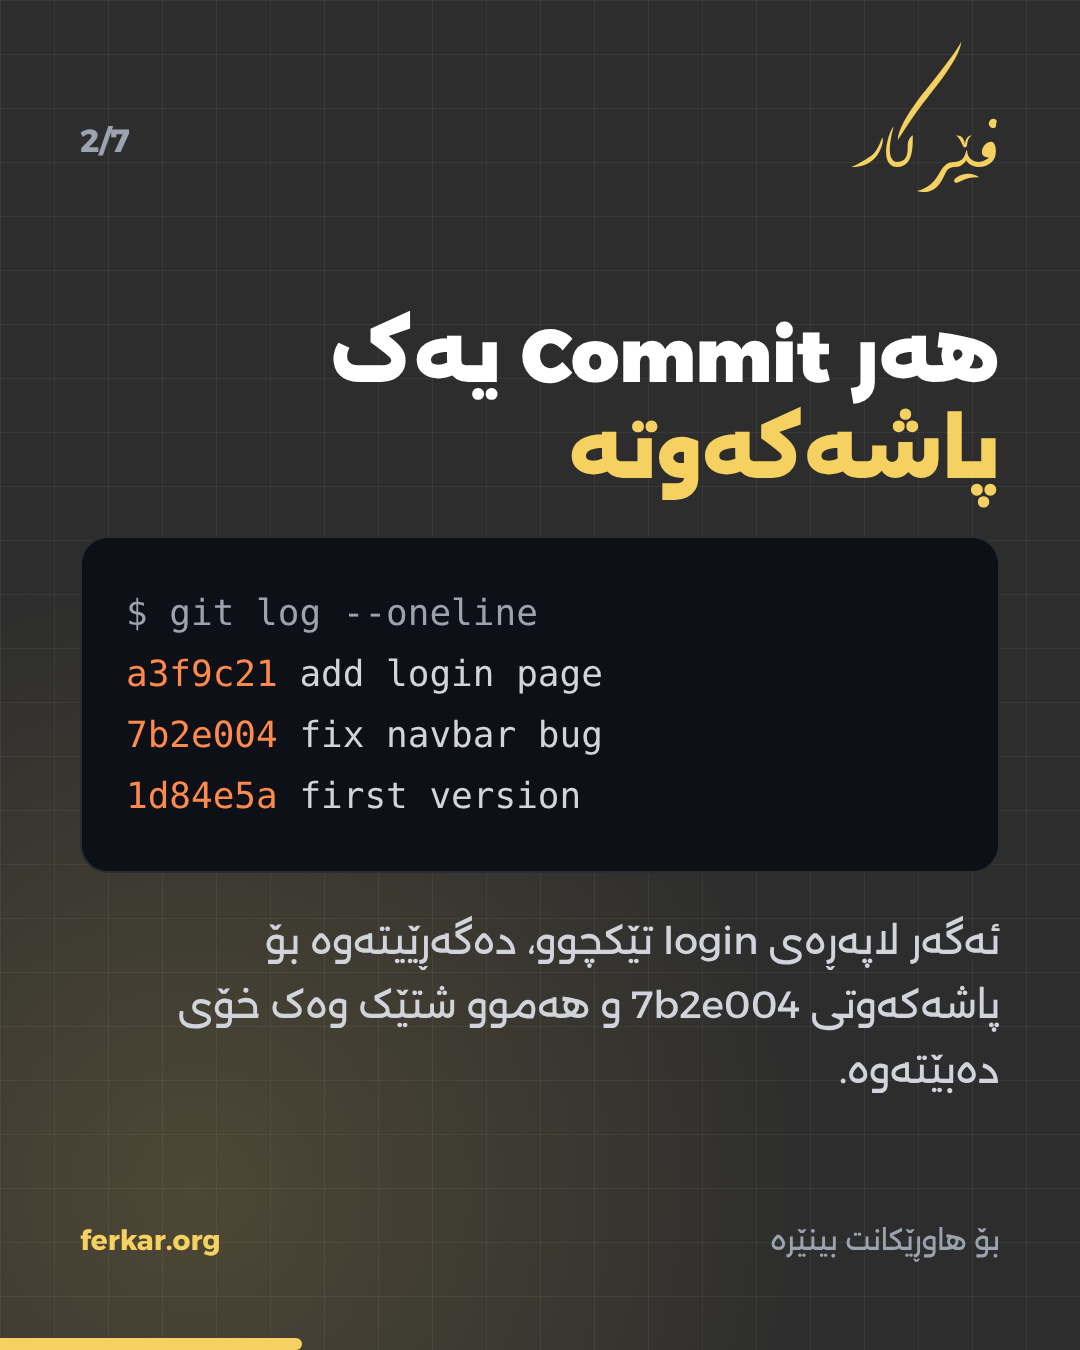 فێرکار
2/7
هەر Commit یەک
پاشەکەوتە
$ git log --oneline
a3f9c21 add login page
7b2e004 fix navbar bug
1d84e5a first version
ئەگەر لاپەڕەی login تێکچوو، دەگەڕێیتەوە بۆ
پاشەکەوتی 7b2e004 و هەموو شتێک وەک خۆی
دەبێتەوە.
بۆ هاوڕێکانت بینێرە
ferkar.org